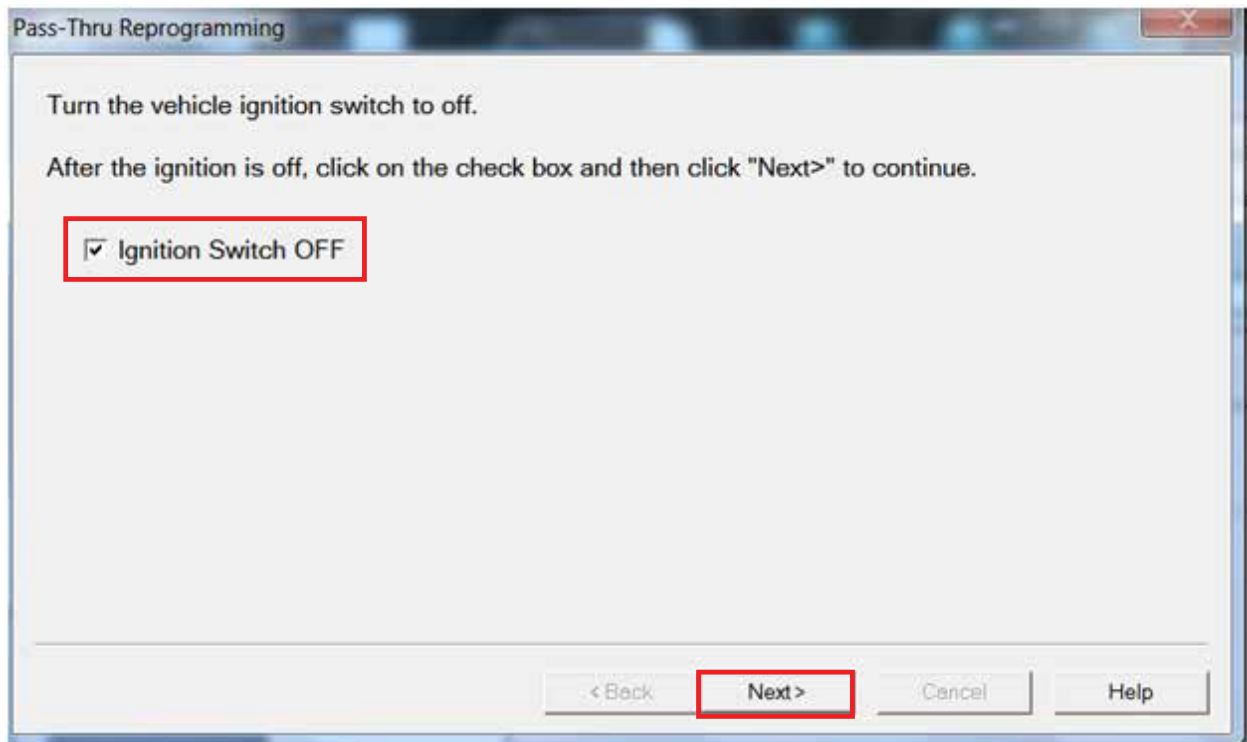 Pass-Thru Reprogramming
Turn the vehicle ignition switch to off.
After the ignition is off, click on the check box and then click "Next>" to continue.
Ignition Switch OFF
< Back Next > Cancel Help